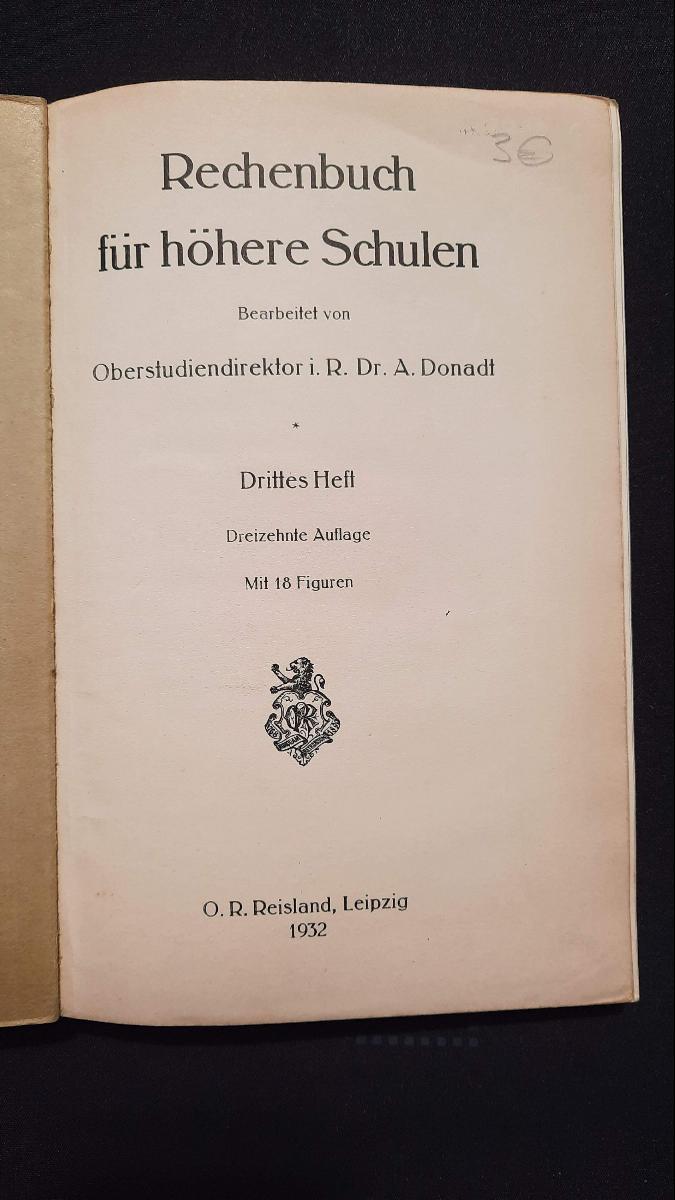 3€
Rechenbuch
für höhere Schulen
Bearbeitet von
Oberstudiendirektor i. R. Dr. A. Donadt
*
Drittes Heft
Dreizehnte Auflage
Mit 18 Figuren
O. R. Reisland, Leipzig
1932